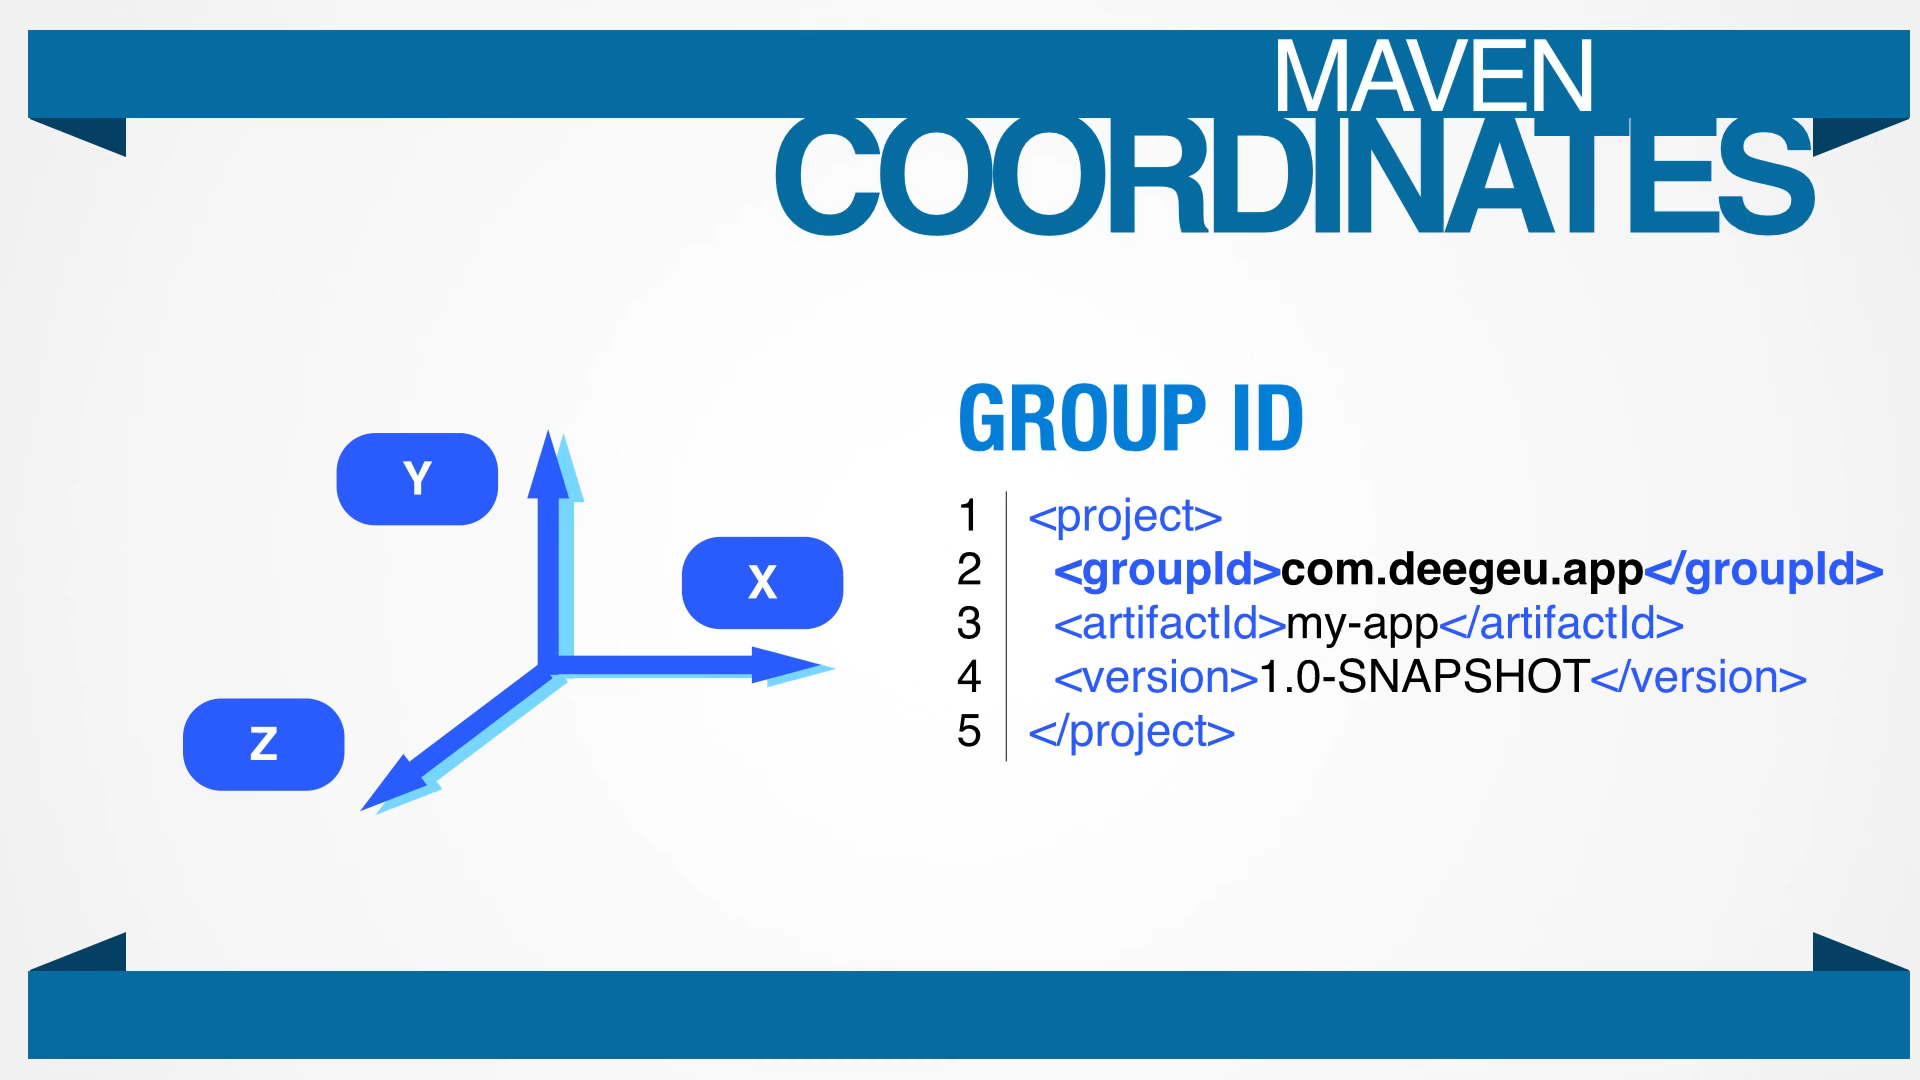 MAVEN
COORDINATES
GROUP ID
Y
X
Z
1 <project>
2 <groupId>com.deegeu.app</groupId>
3 <artifactId>my-app</artifactId>
4 <version>1.0-SNAPSHOT</version>
5 </project>